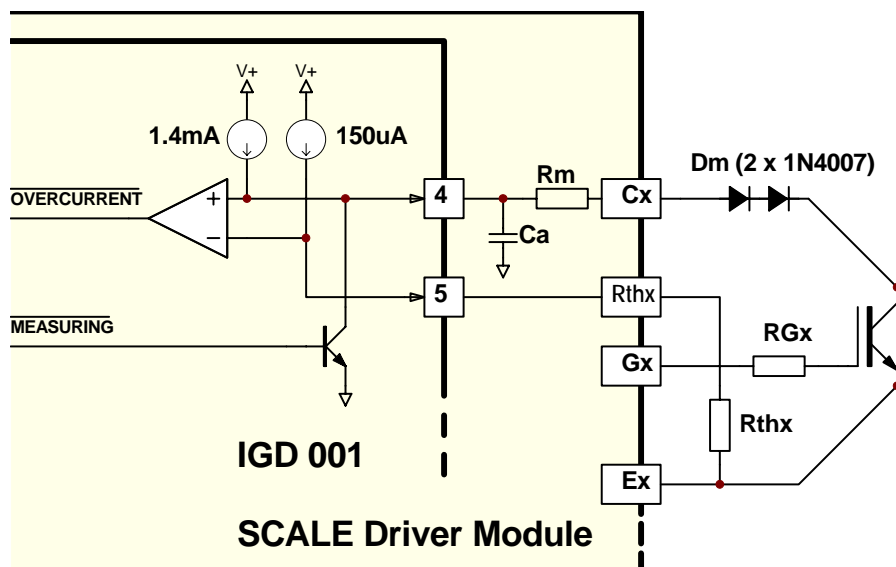 V+ V+
1.4mA 150uA
Dm (2 x 1N4007)
Rm
OVERCURRENT + 4 Cx
− Ca
5 Rthx
MEASURING
RGx
Gx
Rthx
IGD 001
Ex
SCALE Driver Module